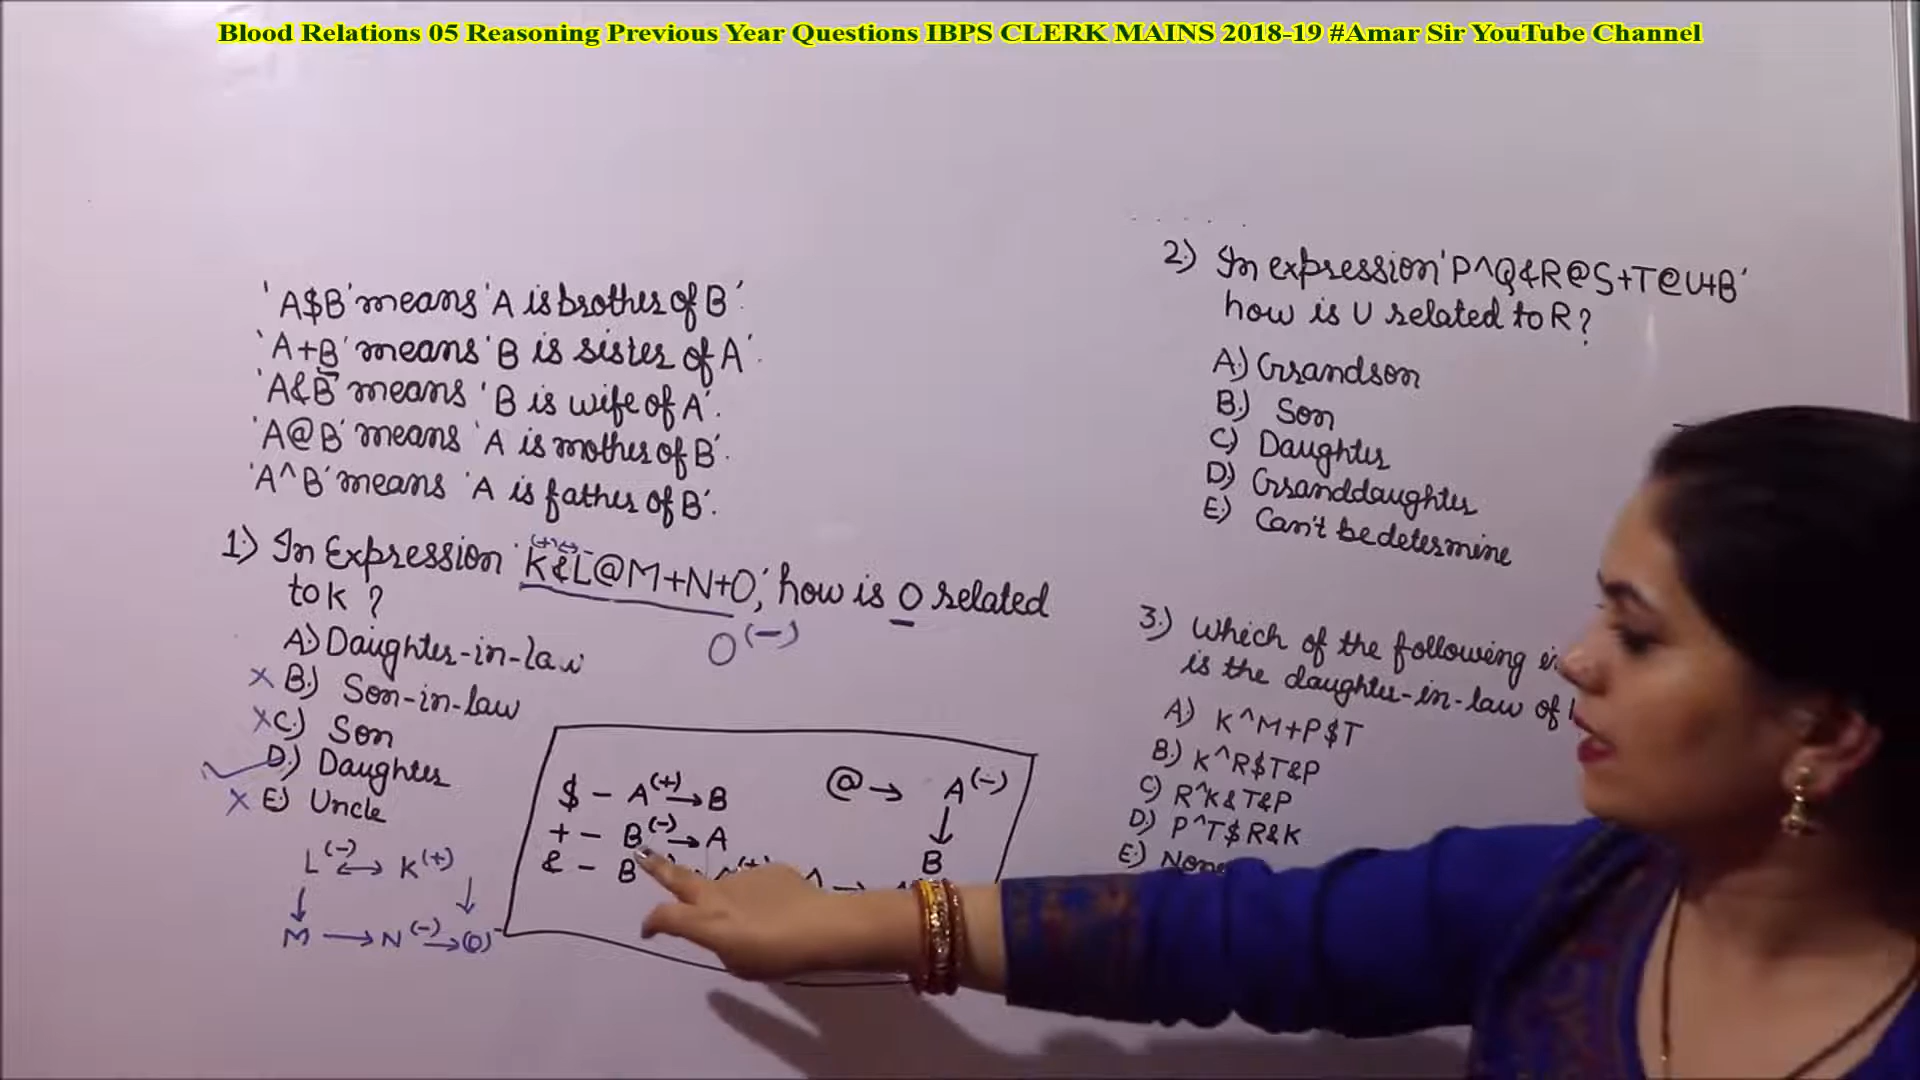 Blood Relations 05 Reasoning Previous Year Questions IBPS CLERK MAINS 2018-19 #Amar Sir YouTube Channel
'A$B' means 'A is brother of B'.
'A+B' means 'B is sister of A'.
'A&B' means 'B is wife of A'.
'A@B' means 'A is mother of B'.
'A^B' means 'A is father of B'.
1.) In Expression 'K&L@M+N+O', how is O related
to K ?
O(-)
A.) Daughter-in-law
× B.) Son-in-law
× C.) Son
D.) Daughter
× E.) Uncle
L(-) ↔ K(+)
↓ ↓
M → N(-) → (O)-
$ - A(+) → B
+ - B(-) → A
& - B
@ → A(-)
↓
B
2.) In expression 'P^Q&R@S+T@U+B'
how is U related to R ?
A.) Grandson
B.) Son
C.) Daughter
D.) Granddaughter
E.) Can't be determine
3.) Which of the following
is the daughter-in-law of
A.) K^M+P$T
B.) K^R$T&P
C.) R^K&T&P
D.) P^T$R&K
E.) None